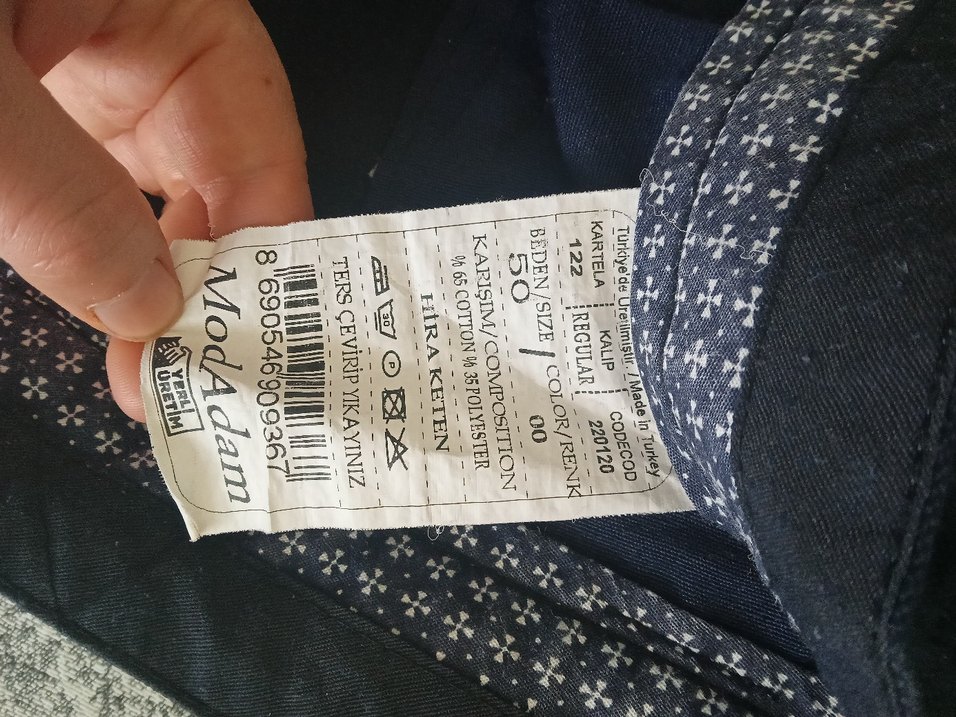 Türkiye'de Üretilmiştir / Made in Turkey
KARTELA KALIP CODECOD
122 REGULAR 220120
BEDEN/SIZE / COLOR/RENK
50 00
KARIŞIM/COMPOSITION
% 65 COTTON % 35 POLYESTER
HİRA KETEN
30 P
TERS ÇEVİRİP YIKAYINIZ
8 690546 909367
ModAdam
YERLİ
ÜRETİM